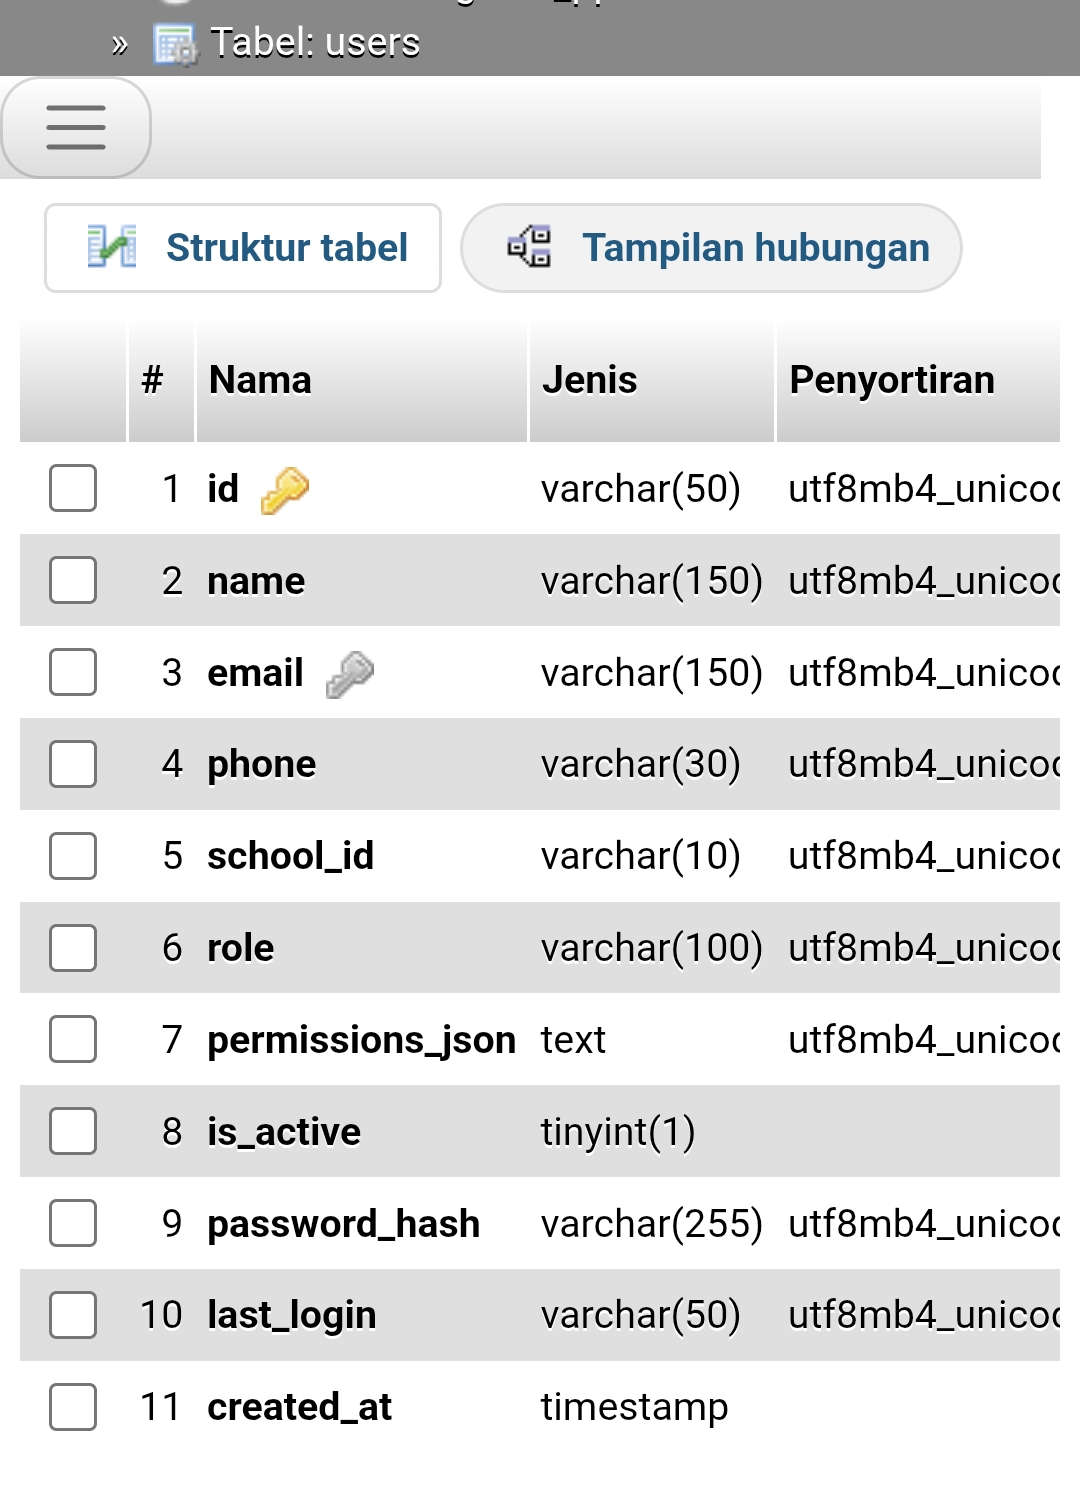 » Tabel: users
Struktur tabel Tampilan hubungan
# Nama Jenis Penyortiran
1 id varchar(50)
2 name varchar(150)
3 email varchar(150)
4 phone varchar(30)
5 school_id varchar(10)
6 role varchar(100)
7 permissions_json text
8 is_active tinyint(1)
9 password_hash varchar(255)
10 last_login varchar(50)
11 created_at timestamp